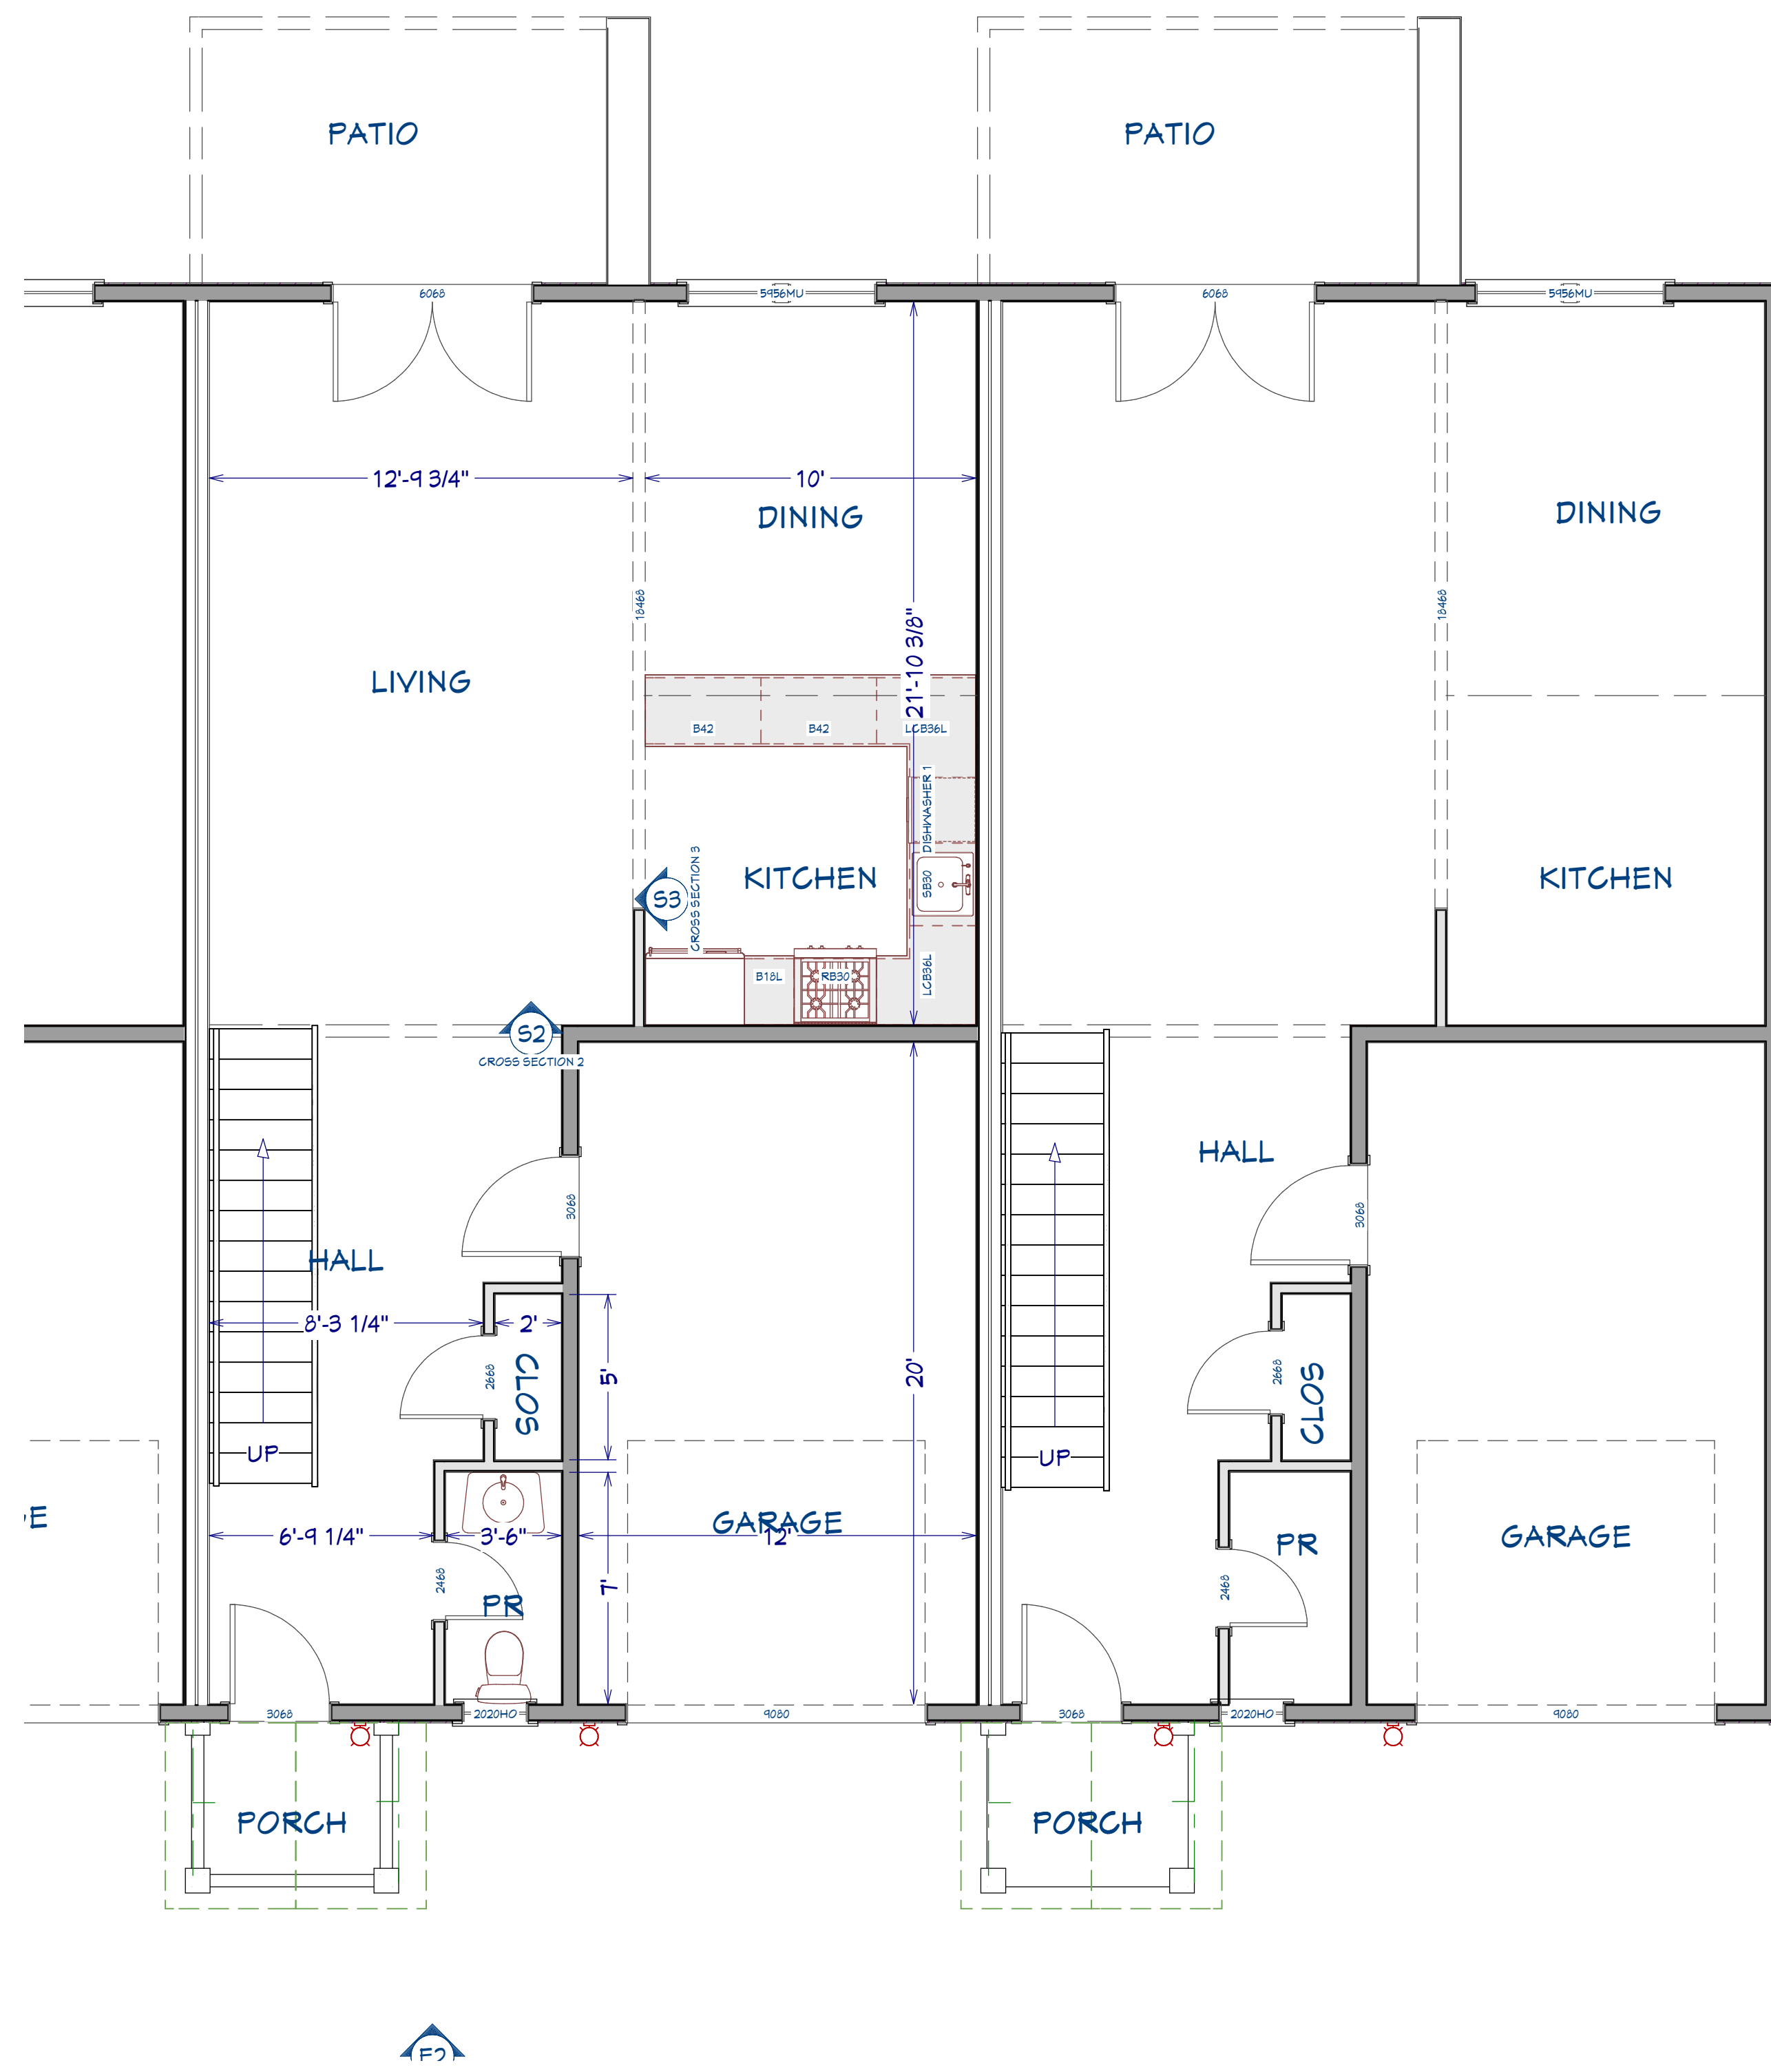 PATIO
PATIO
6068
5956MU
6068
5956MU
12'-9 3/4"
10'
DINING
DINING
18468
18468
21'-10 3/8"
LIVING
B42
B42
LCB36L
DISHWASHER 1
KITCHEN
KITCHEN
SB30
S3
CROSS SECTION 3
B18L
RB30
LCB36L
S2
CROSS SECTION 2
HALL
3068
3068
HALL
8'-3 1/4"
2'
5'
2668
CLOS
20'
2668
CLOS
UP
UP
E
GARAGE
GARAGE
6'-9 1/4"
3'-6"
12'
PR
2468
7'
PR
2468
3068
2020HO
9080
3068
2020HO
9080
PORCH
PORCH